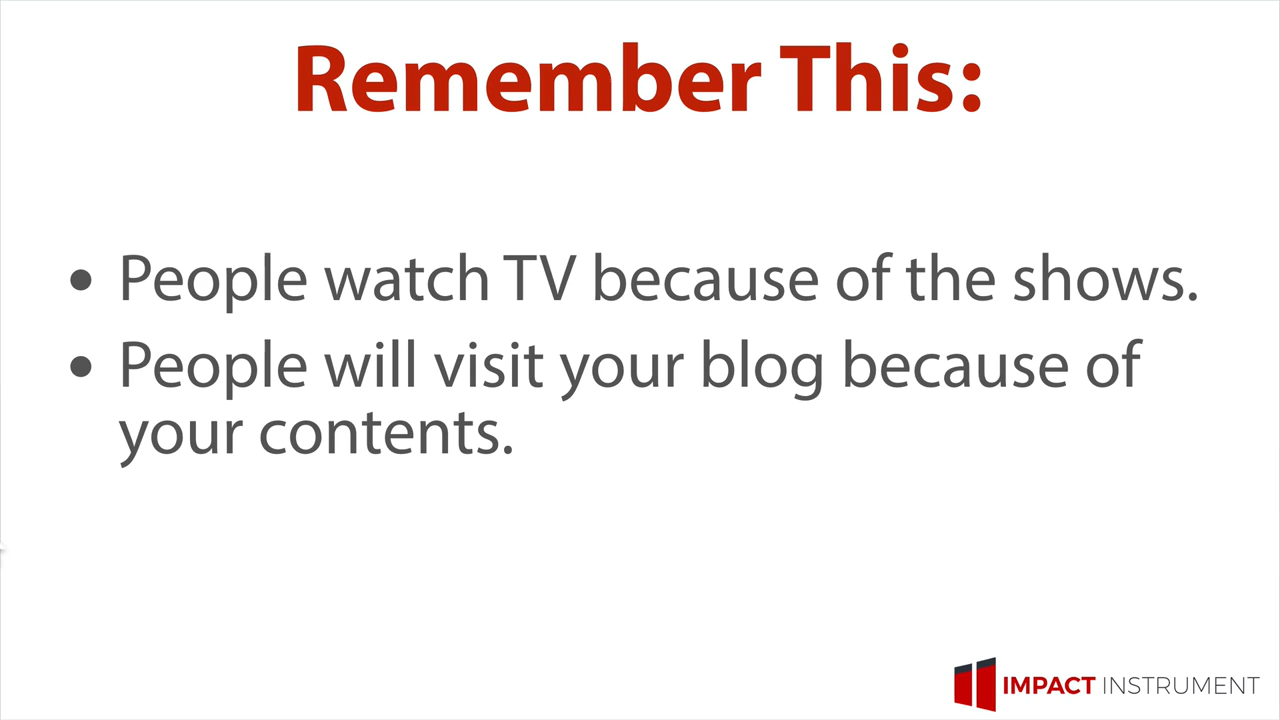 Remember This:
• People watch TV because of the shows.
• People will visit your blog because of
your contents.
IMPACT INSTRUMENT